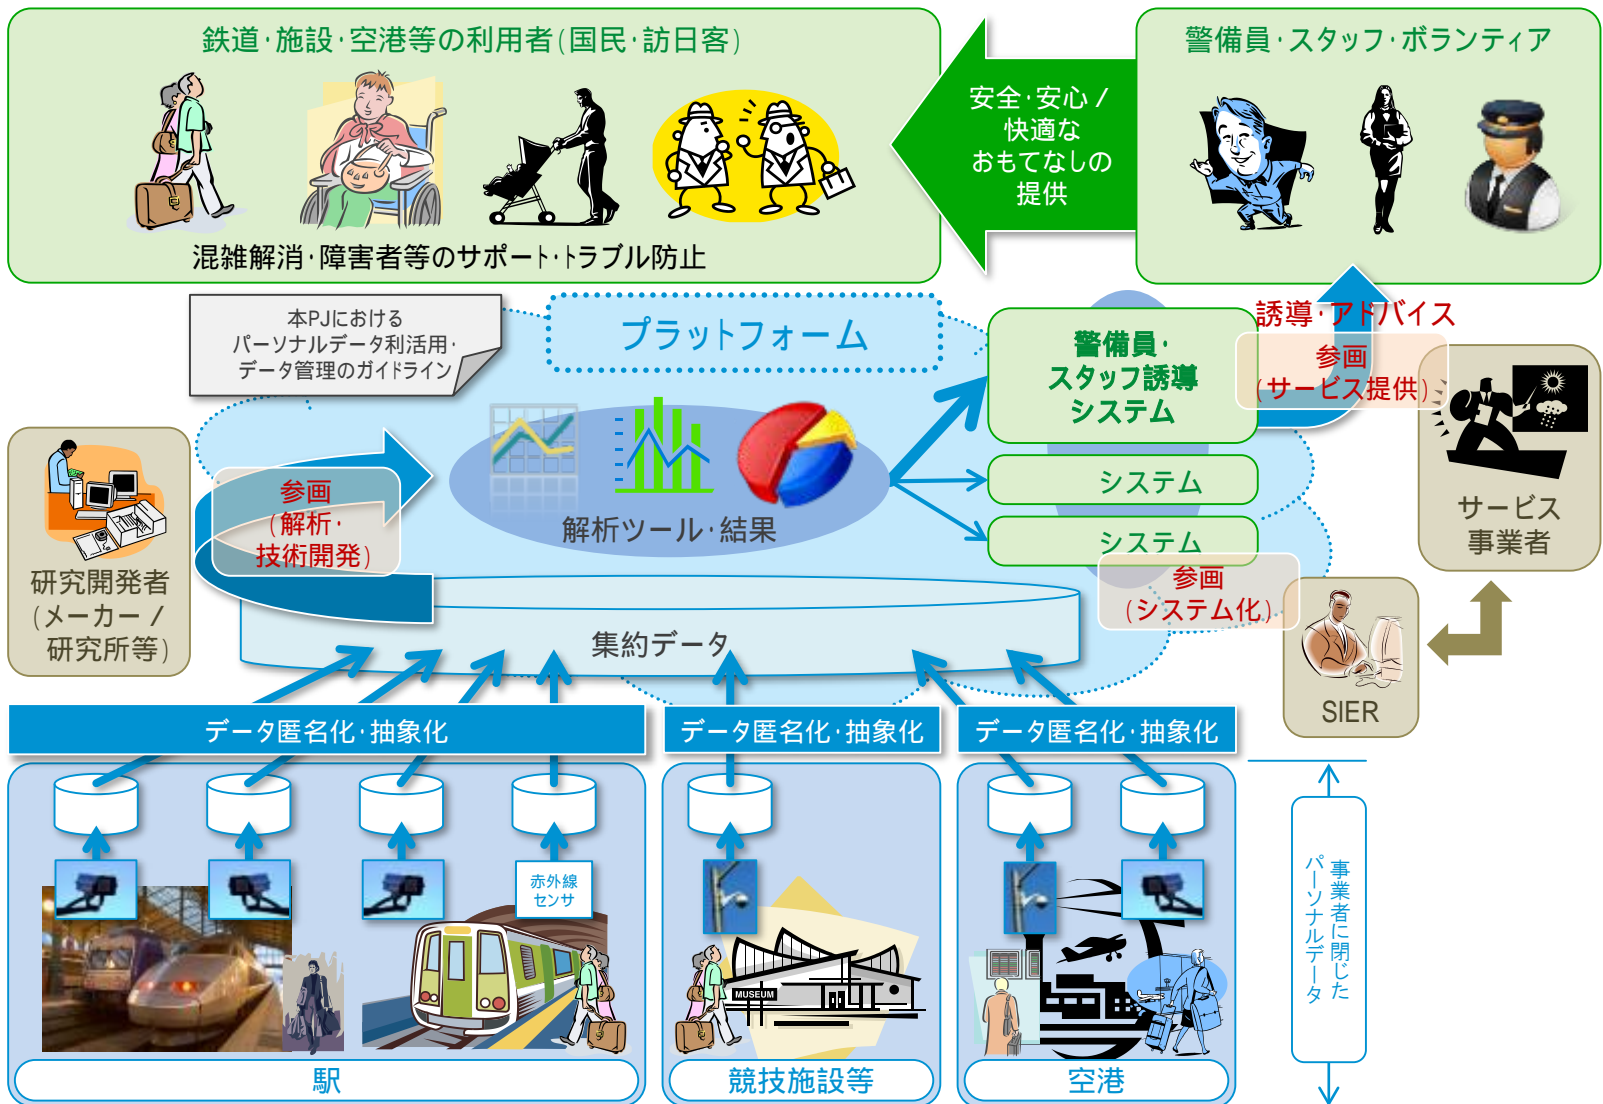 鉄道・施設・空港等の利用者(国民・訪日客)
混雑解消・障害者等のサポート・トラブル防止
安全・安心 /
快適な
おもてなしの
提供
警備員・スタッフ・ボランティア
本PJにおける
パーソナルデータ利活用・
データ管理のガイドライン
プラットフォーム
警備員・
スタッフ誘導
システム
誘導・アドバイス
参画
(サービス提供)
サービス
事業者
参画
(解析・
技術開発)
解析ツール・結果
システム
システム
参画
(システム化)
研究開発者
(メーカー /
研究所等)
集約データ
SIER
データ匿名化・抽象化
データ匿名化・抽象化
データ匿名化・抽象化
赤外線
センサ
MUSEUM
事業者に閉じた
パーソナルデータ
駅
競技施設等
空港